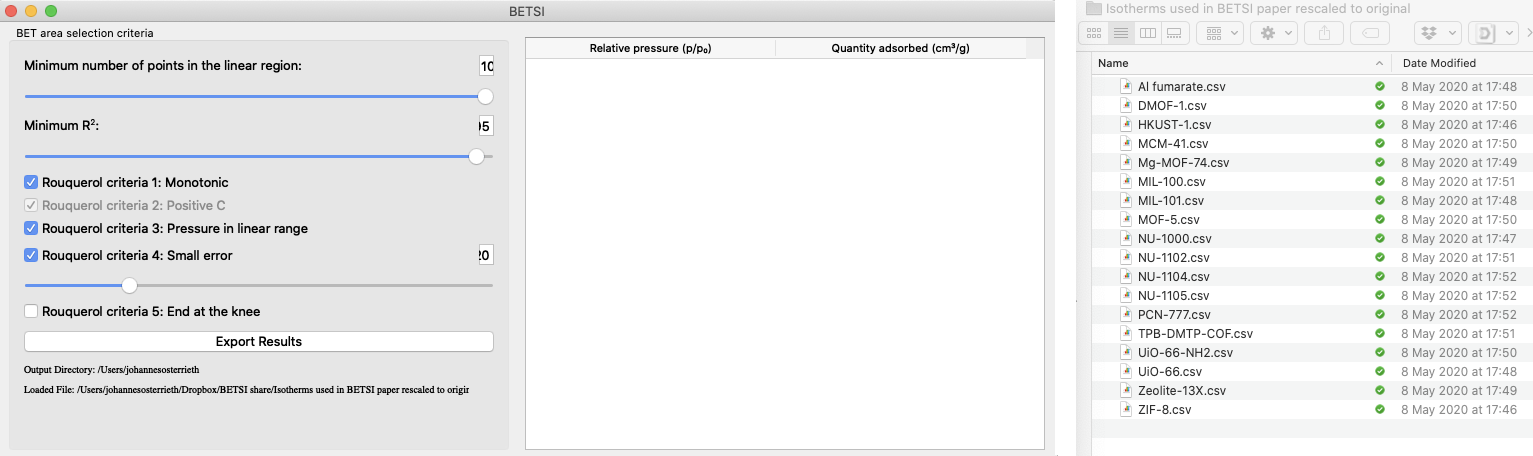 BETSI
BET area selection criteria
Minimum number of points in the linear region:
10
Minimum R²:
Rouquerol criteria 1: Monotonic
Rouquerol criteria 2: Positive C
Rouquerol criteria 3: Pressure in linear range
Rouquerol criteria 4: Small error
20
Rouquerol criteria 5: End at the knee
Export Results
Output Directory: /Users/johannesosterrieth
Loaded File: /Users/johannesosterrieth/Dropbox/BETSI share/Isotherms used in BETSI paper rescaled to origir
Relative pressure (p/p₀) Quantity adsorbed (cm³/g)
Isotherms used in BETSI paper rescaled to original
Name Date Modified
Al fumarate.csv 8 May 2020 at 17:48
DMOF-1.csv 8 May 2020 at 17:50
HKUST-1.csv 8 May 2020 at 17:46
MCM-41.csv 8 May 2020 at 17:50
Mg-MOF-74.csv 8 May 2020 at 17:49
MIL-100.csv 8 May 2020 at 17:51
MIL-101.csv 8 May 2020 at 17:48
MOF-5.csv 8 May 2020 at 17:50
NU-1000.csv 8 May 2020 at 17:47
NU-1102.csv 8 May 2020 at 17:51
NU-1104.csv 8 May 2020 at 17:52
NU-1105.csv 8 May 2020 at 17:52
PCN-777.csv 8 May 2020 at 17:52
TPB-DMTP-COF.csv 8 May 2020 at 17:51
UiO-66-NH2.csv 8 May 2020 at 17:50
UiO-66.csv 8 May 2020 at 17:48
Zeolite-13X.csv 8 May 2020 at 17:49
ZIF-8.csv 8 May 2020 at 17:46